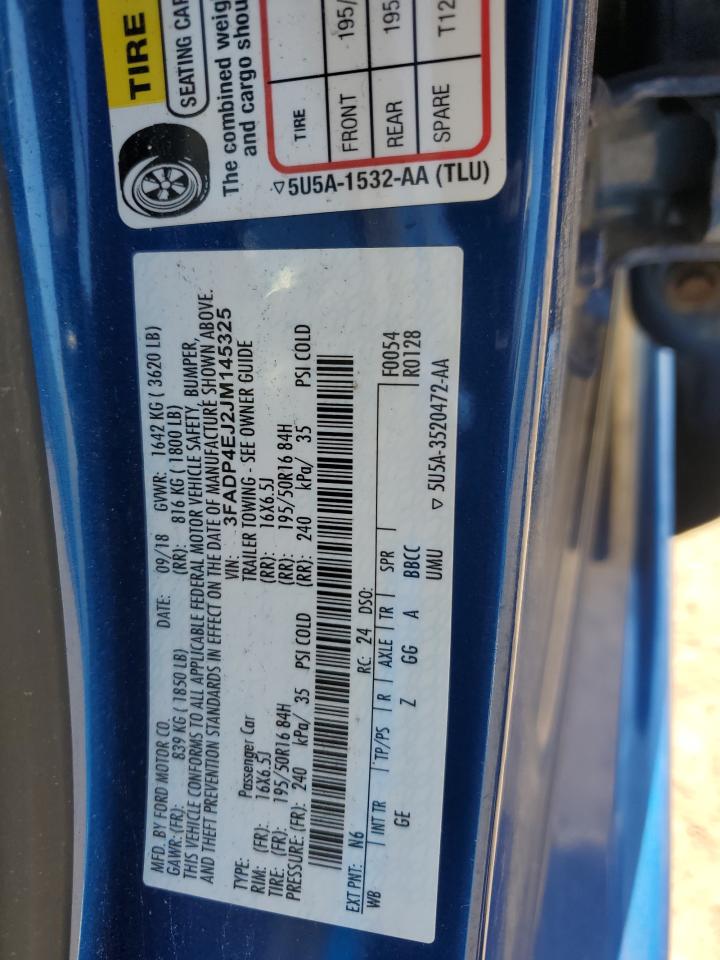 TIRE
SEATING
The combined
and cargo
TIRE
FRONT 195/
REAR 195
SPARE T12
5U5A-1532-AA (TLU)
MFD. BY FORD MOTOR CO. DATE: 09/18 GVWR: 1642 KG ( 3620 LB)
GAWR: (FR): 839 KG ( 1850 LB) (RR): 816 KG ( 1800 LB)
THIS VEHICLE CONFORMS TO ALL APPLICABLE FEDERAL MOTOR VEHICLE SAFETY, BUMPER,
AND THEFT PREVENTION STANDARDS IN EFFECT ON THE DATE OF MANUFACTURE SHOWN ABOVE.
VIN: 3FADP4EJ2JM145325
TYPE: Passenger Car TRAILER TOWING - SEE OWNER GUIDE
RIM: (FR): 16X6.5J (RR): 16X6.5J
TIRE: (FR): 195/50R16 84H (RR): 195/50R16 84H
PRESSURE: (FR): 240 kPa/ 35 PSI COLD (RR): 240 kPa/ 35 PSI COLD
EXT PNT: N6 RC: 24 DSO: F0054
R0128
WB INT TR TP/PS R AXLE TR SPR
GE Z GG A BBCC
UMU 5U5A-3520472-AA